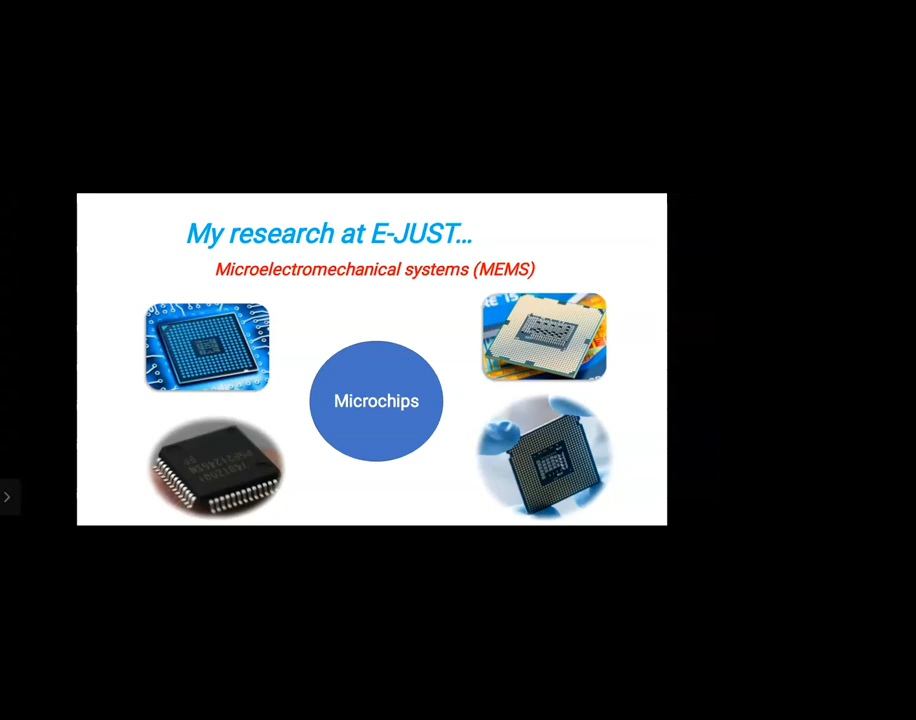 My research at E-JUST...
Microelectromechanical systems (MEMS)
Microchips